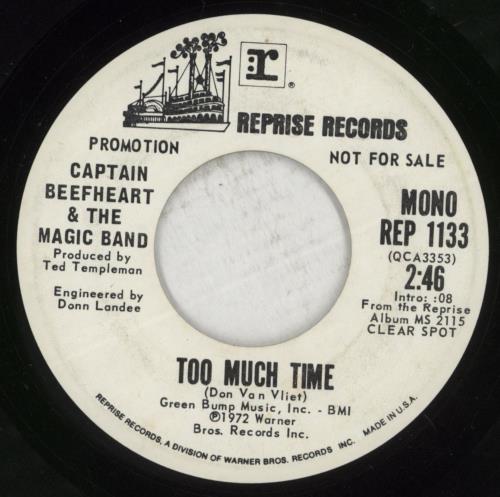 r
®
REPRISE RECORDS
PROMOTION
NOT FOR SALE
CAPTAIN
BEEFHEART
& THE
MAGIC BAND
Produced by
Ted Templeman
Engineered by
Donn Landee
MONO
REP 1133
(QCA3353)
2:46
Intro: :08
From the Reprise
Album MS 2115
CLEAR SPOT
TOO MUCH TIME
(Don Van Vliet)
Green Bump Music, Inc. - BMI
℗1972 Warner
Bros. Records Inc.
REPRISE RECORDS, A DIVISION OF WARNER BROS. RECORDS INC. MADE IN U.S.A.